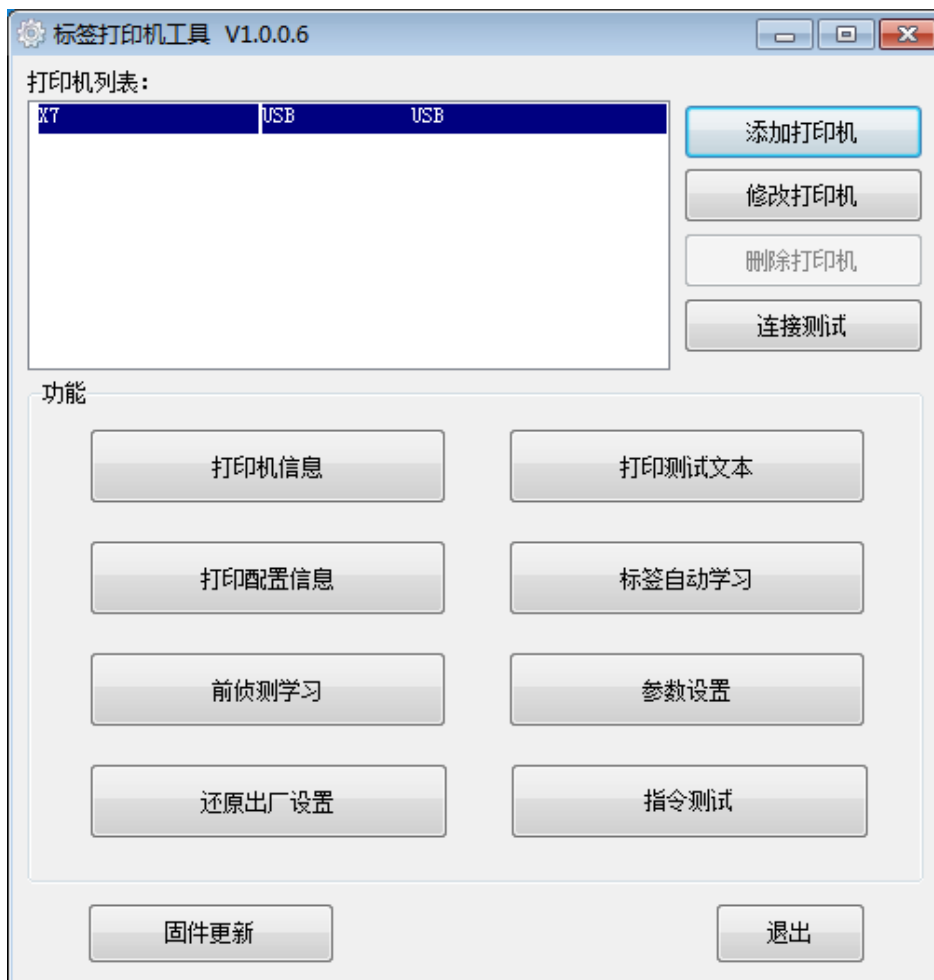 标签打印机工具 V1.0.0.6
打印机列表：
X7 USB USB
添加打印机
修改打印机
删除打印机
连接测试
功能
打印机信息
打印测试文本
打印配置信息
标签自动学习
前侦测学习
参数设置
还原出厂设置
指令测试
固件更新
退出